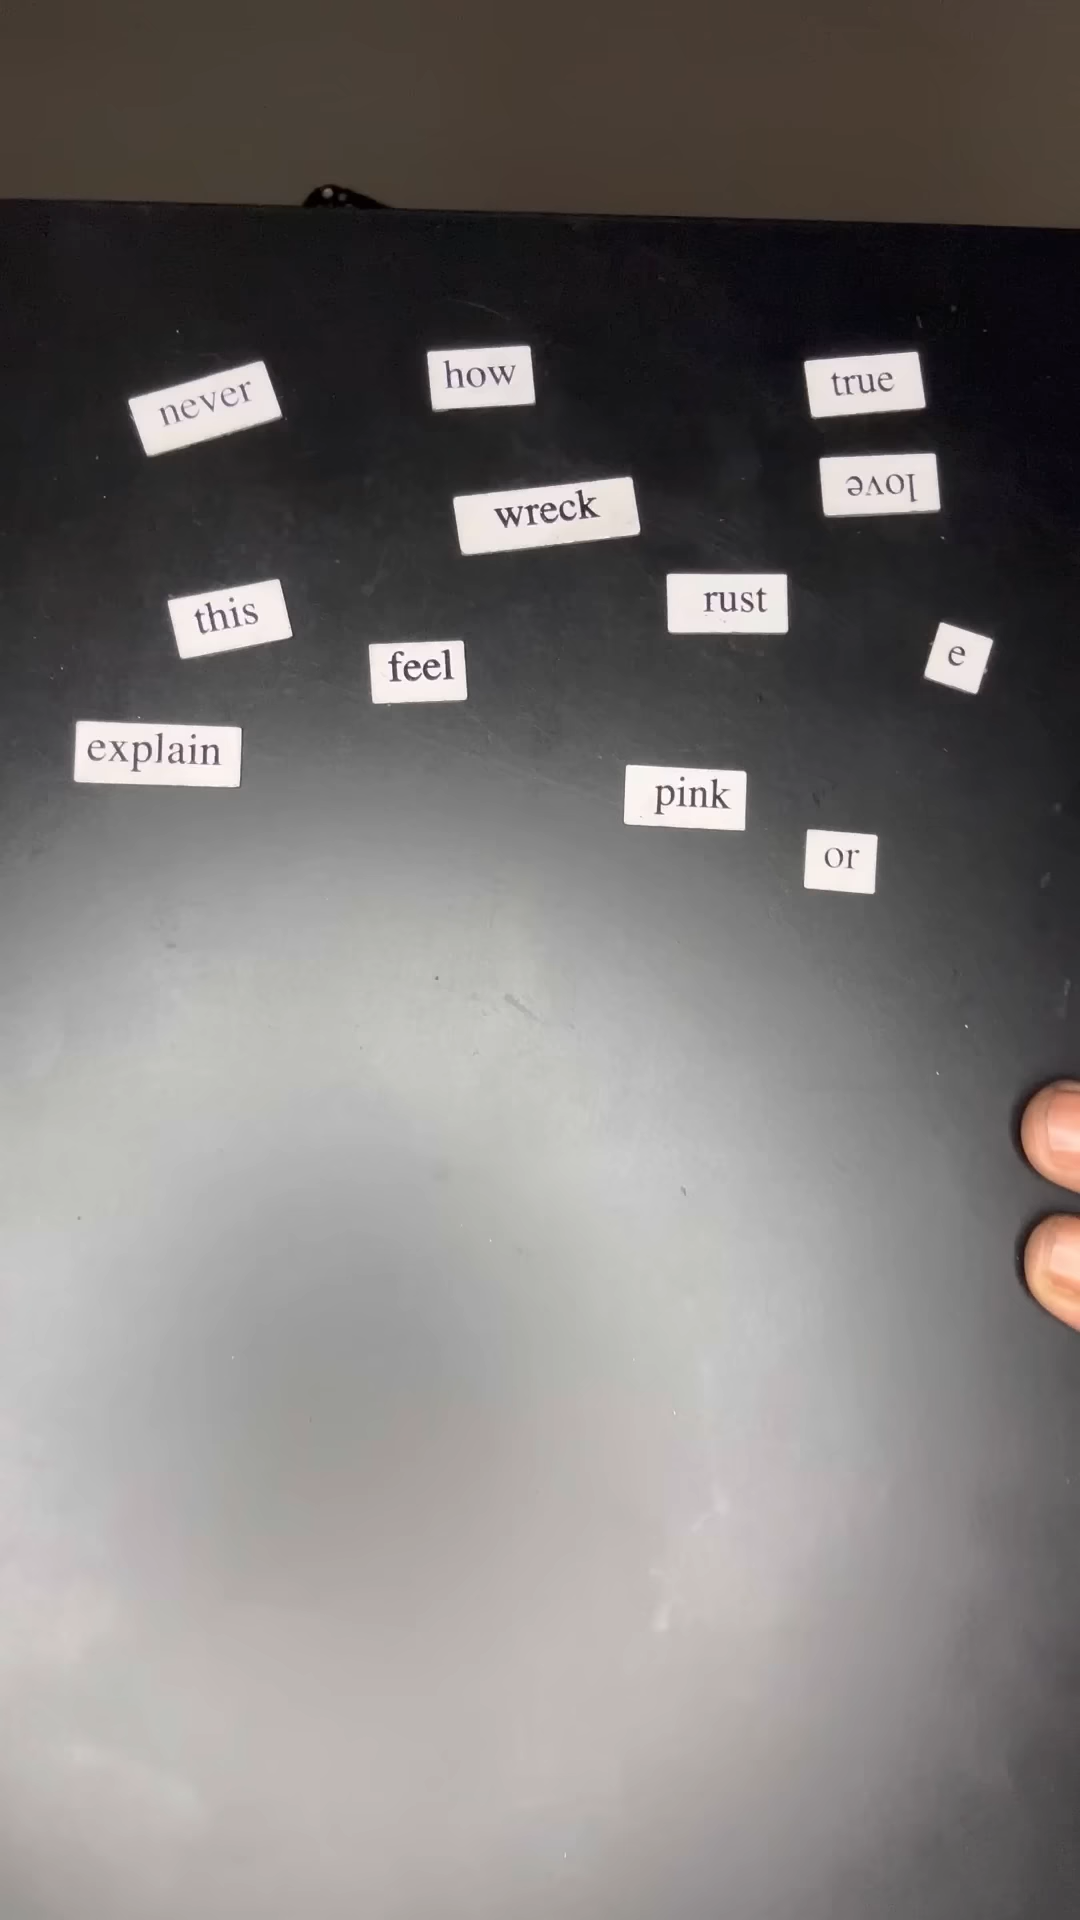 never
how
true
love
wreck
this
rust
feel
e
explain
pink
or